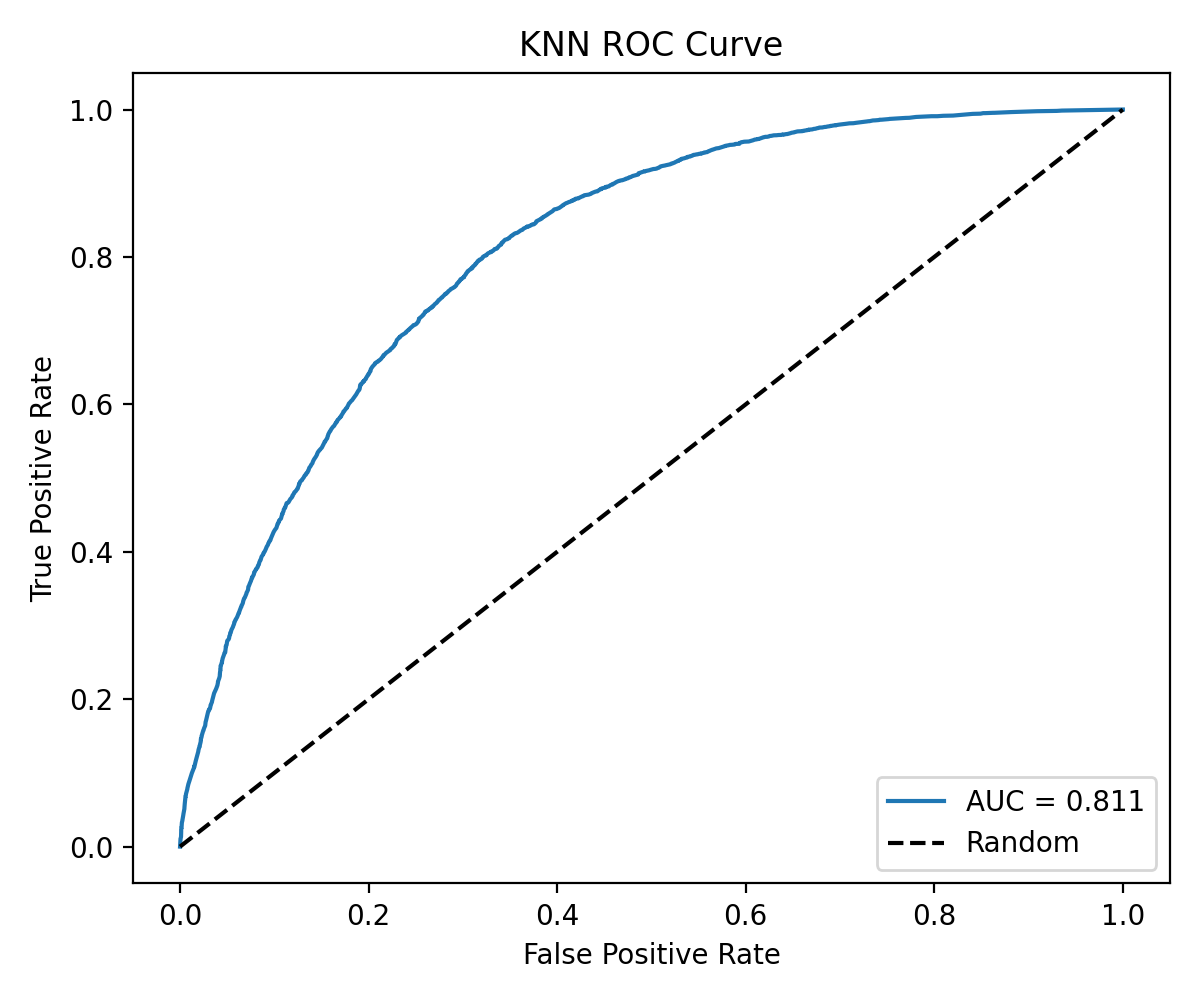 KNN ROC Curve
True Positive Rate
1.0
0.8
0.6
0.4
0.2
0.0
0.0 0.2 0.4 0.6 0.8 1.0
False Positive Rate
AUC = 0.811
Random